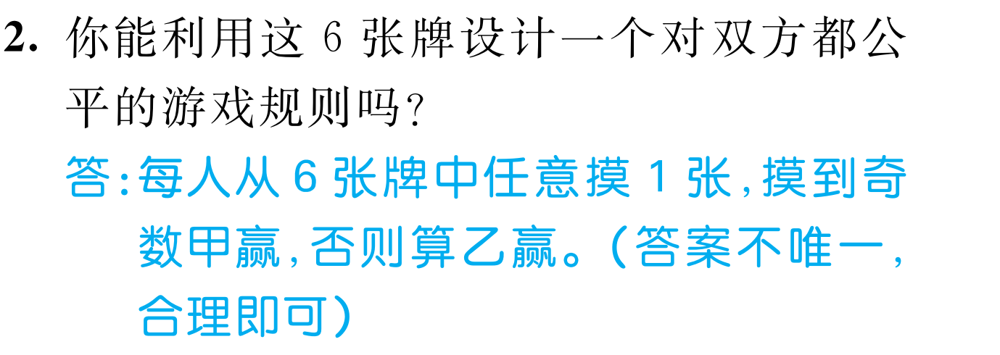 2. 你能利用这 6 张牌设计一个对双方都公
平的游戏规则吗?
答:每人从 6 张牌中任意摸 1 张,摸到奇
数甲赢,否则算乙赢。(答案不唯一,
合理即可)